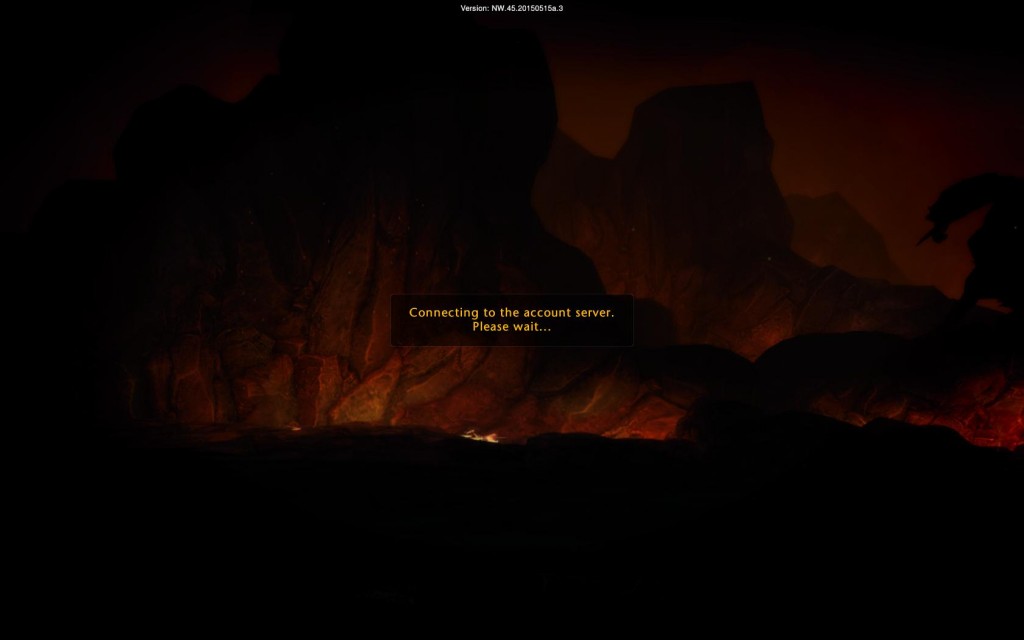 Version: NW.45.20150515a.3
Connecting to the account server.
Please wait...